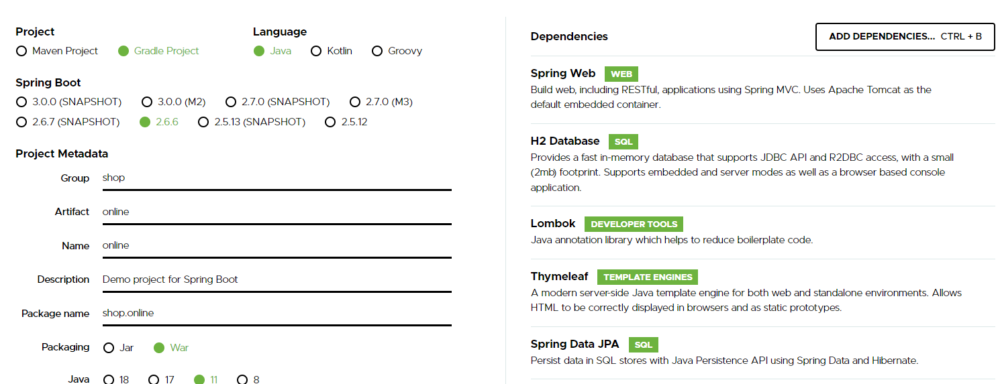 Project
Language
Maven Project Gradle Project
Java Kotlin Groovy
Spring Boot
3.0.0 (SNAPSHOT) 3.0.0 (M2) 2.7.0 (SNAPSHOT) 2.7.0 (M3)
2.6.7 (SNAPSHOT) 2.6.6 2.5.13 (SNAPSHOT) 2.5.12
Project Metadata
Group shop
Artifact online
Name online
Description Demo project for Spring Boot
Package name shop.online
Packaging Jar War
Java 18 17 11 8
Dependencies
ADD DEPENDENCIES... CTRL + B
Spring Web WEB
Build web, including RESTful, applications using Spring MVC. Uses Apache Tomcat as the
default embedded container.
H2 Database SQL
Provides a fast in-memory database that supports JDBC API and R2DBC access, with a small
(2mb) footprint. Supports embedded and server modes as well as a browser based console
application.
Lombok DEVELOPER TOOLS
Java annotation library which helps to reduce boilerplate code.
Thymeleaf TEMPLATE ENGINES
A modern server-side Java template engine for both web and standalone environments. Allows
HTML to be correctly displayed in browsers and as static prototypes.
Spring Data JPA SQL
Persist data in SQL stores with Java Persistence API using Spring Data and Hibernate.